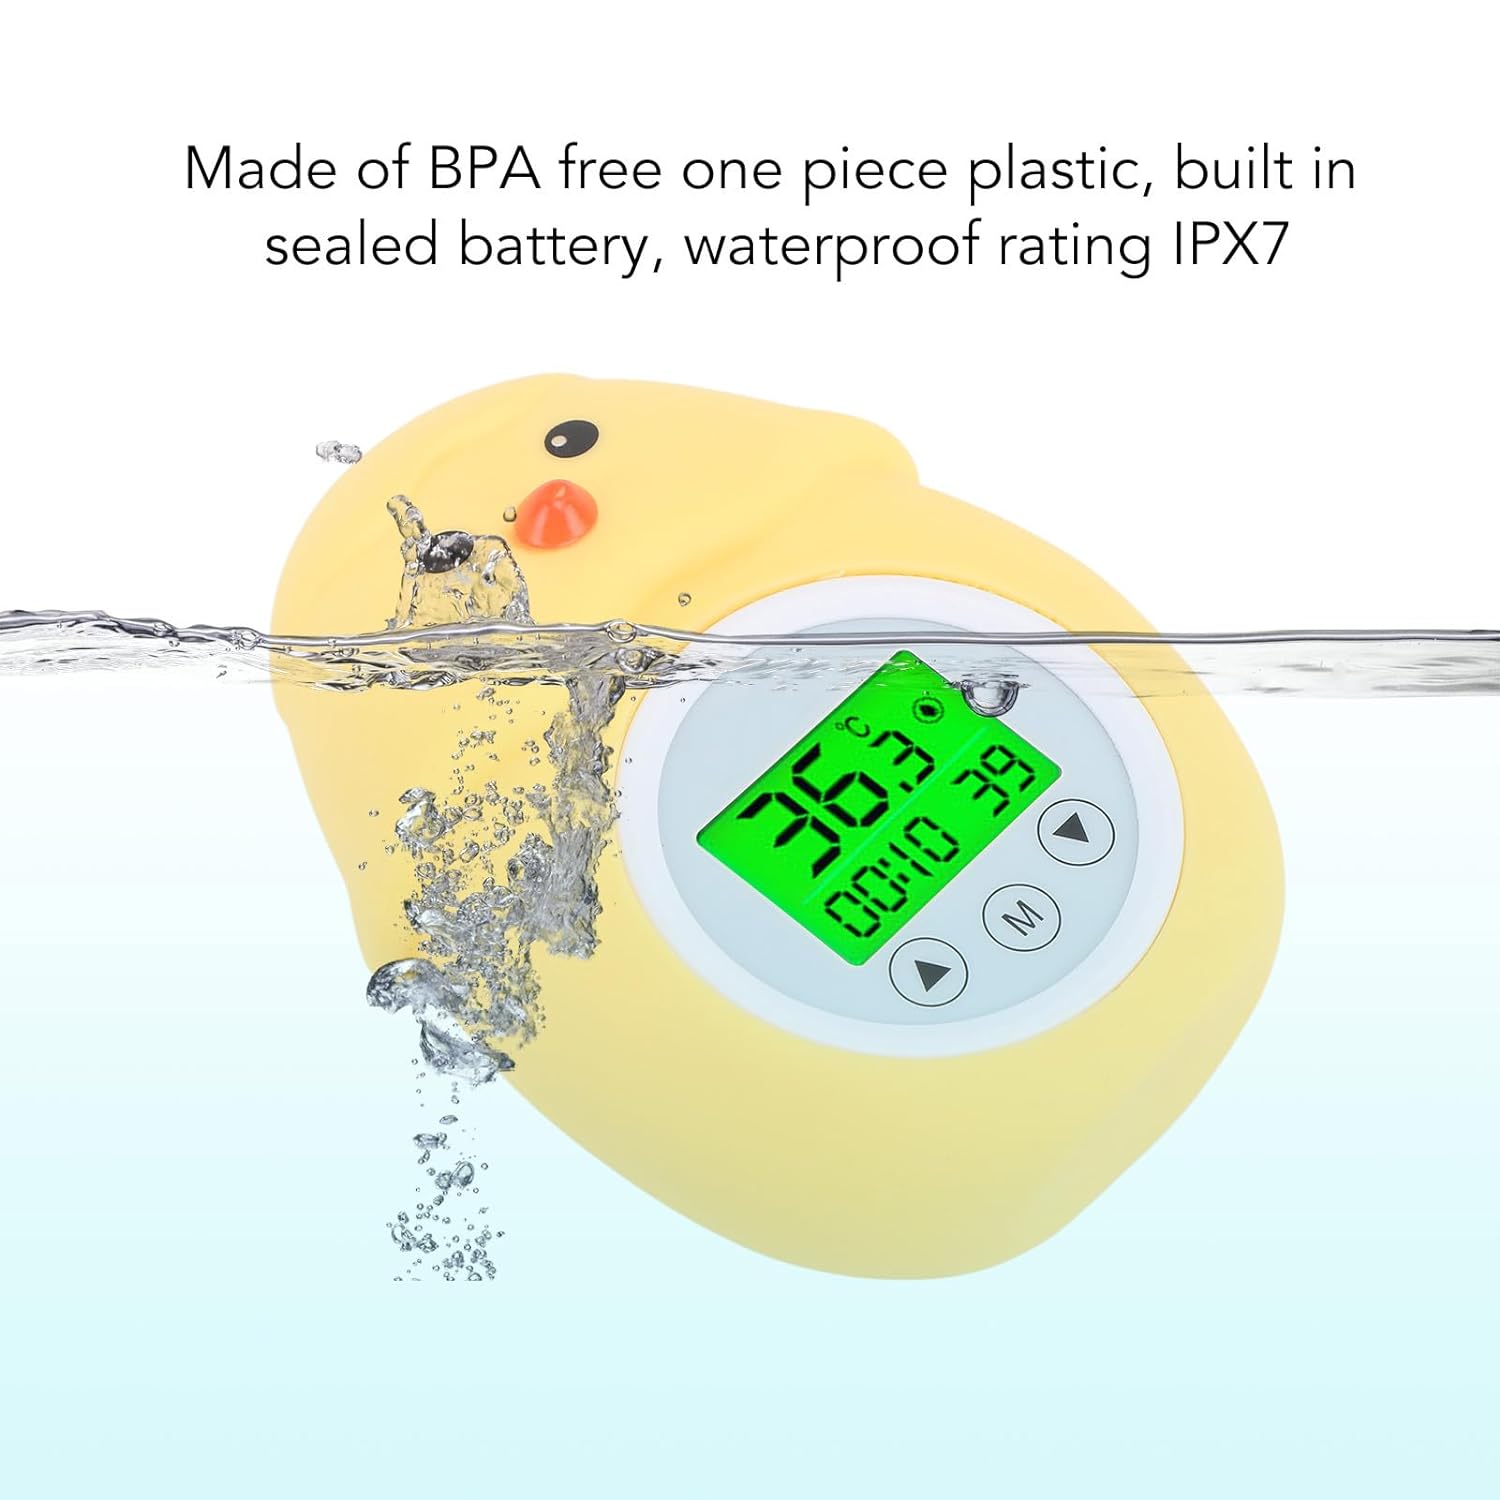 Made of BPA free one piece plastic, built in
sealed battery, waterproof rating IPX7
36.3 °C
00:10 39
M